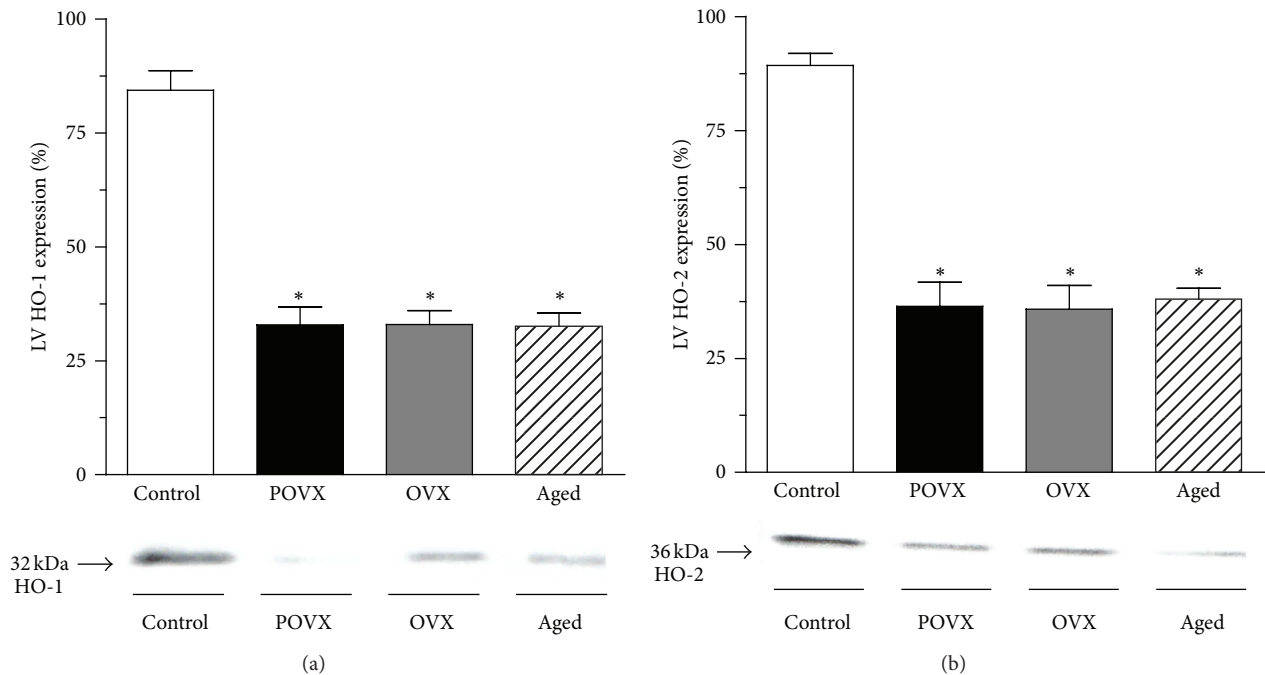 100
75
50
25
0
LV HO-1 expression (%)
*
*
*
Control POVX OVX Aged
32 kDa
HO-1
Control POVX OVX Aged
(a)
100
75
50
25
0
LV HO-2 expression (%)
*
*
*
Control POVX OVX Aged
36 kDa
HO-2
Control POVX OVX Aged
(b)